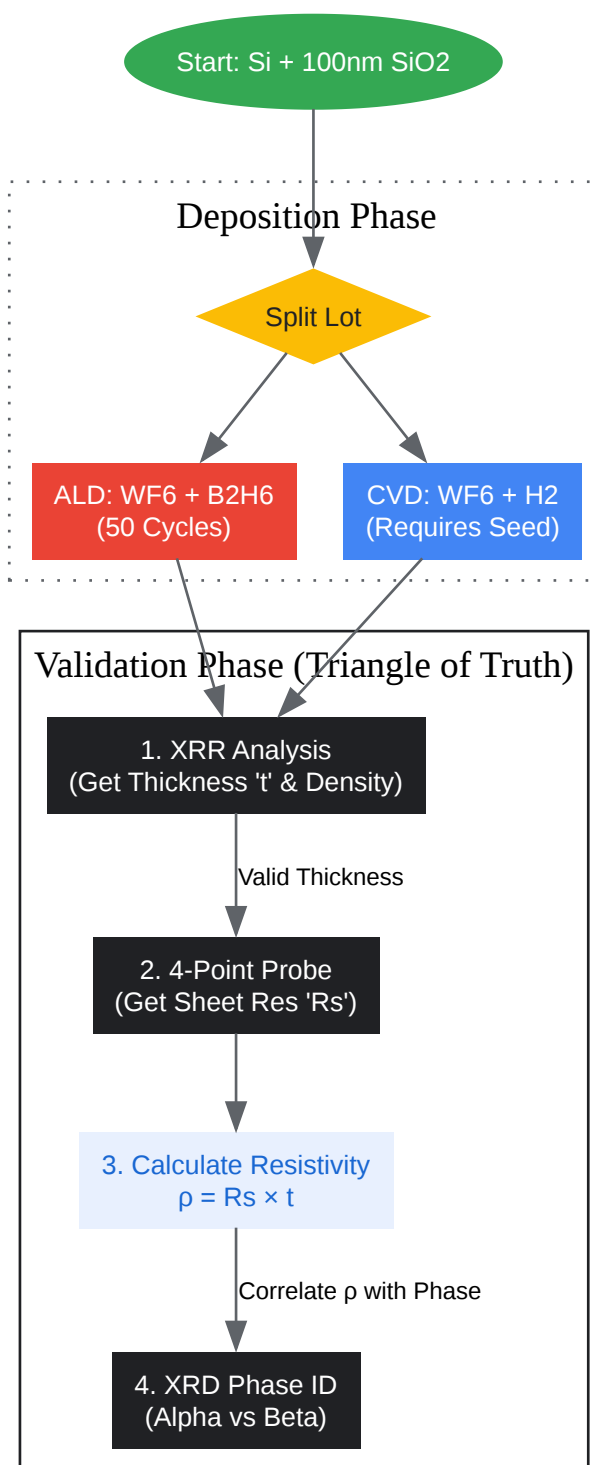 Start: Si + 100nm SiO2
Deposition Phase
Split Lot
ALD: WF6 + B2H6
(50 Cycles)
CVD: WF6 + H2
(Requires Seed)
Validation Phase (Triangle of Truth)
1. XRR Analysis
(Get Thickness 't' & Density)
Valid Thickness
2. 4-Point Probe
(Get Sheet Res 'Rs')
3. Calculate Resistivity
ρ = Rs × t
Correlate ρ with Phase
4. XRD Phase ID
(Alpha vs Beta)